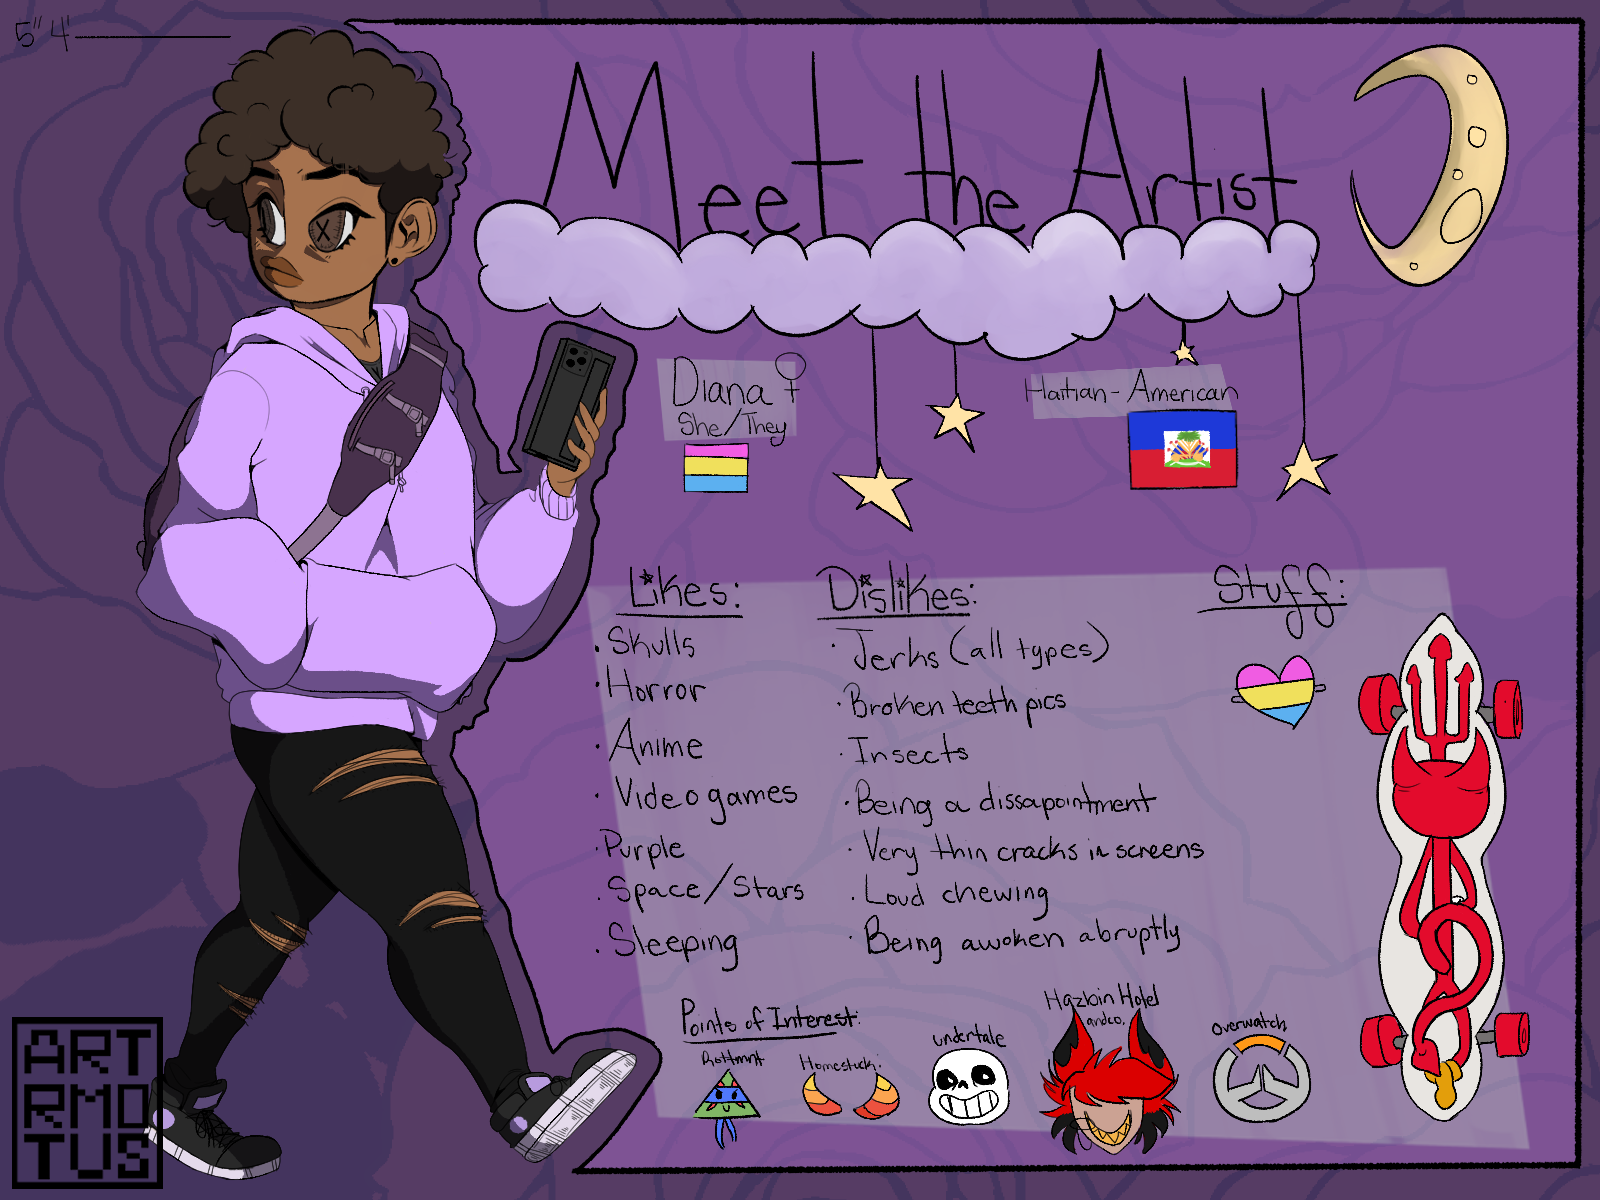 5" 4'
Meet the Artist
Diana ♀
She/They
Haitian-American
Likes:
· Skulls
· Horror
· Anime
· Video games
· Purple
· Space/Stars
· Sleeping
Dislikes:
· Jerks (all types)
· Broken teeth pics
· Insects
· Being a dissapointment
· Very thin cracks in screens
· Loud chewing
· Being awoken abruptly
Stuff:
Points of Interest:
Rottmnt
Homestuck:
undertale
Hazbin Hotel
andco.
Overwatch
ART
RMO
TUS